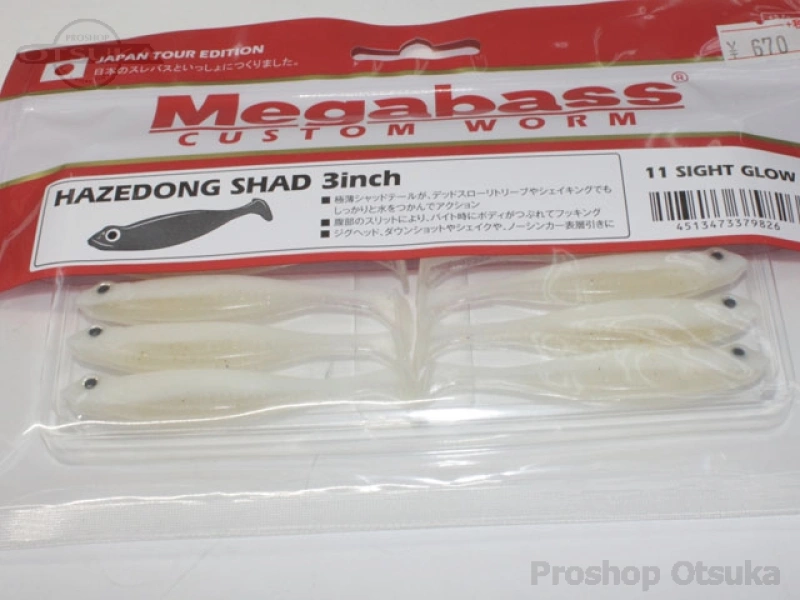 PROSHOP
OTSUKA
JAPAN TOUR EDITION
日本のスレバスといっしょにつくりました。
¥ 670
Megabass®
CUSTOM WORM
HAZEDONG SHAD 3inch
■ 極薄シャッドテールが、デッドスローリトリーブやシェイキングでも
しっかりと水をつかんでアクション
■ 腹部のスリットにより、バイト時にボディがつぶれてフッキング
■ ジグヘッド、ダウンショットやシェイクや、ノーシンカー表層引きに
11 SIGHT GLOW
4513473379826
Proshop Otsuka